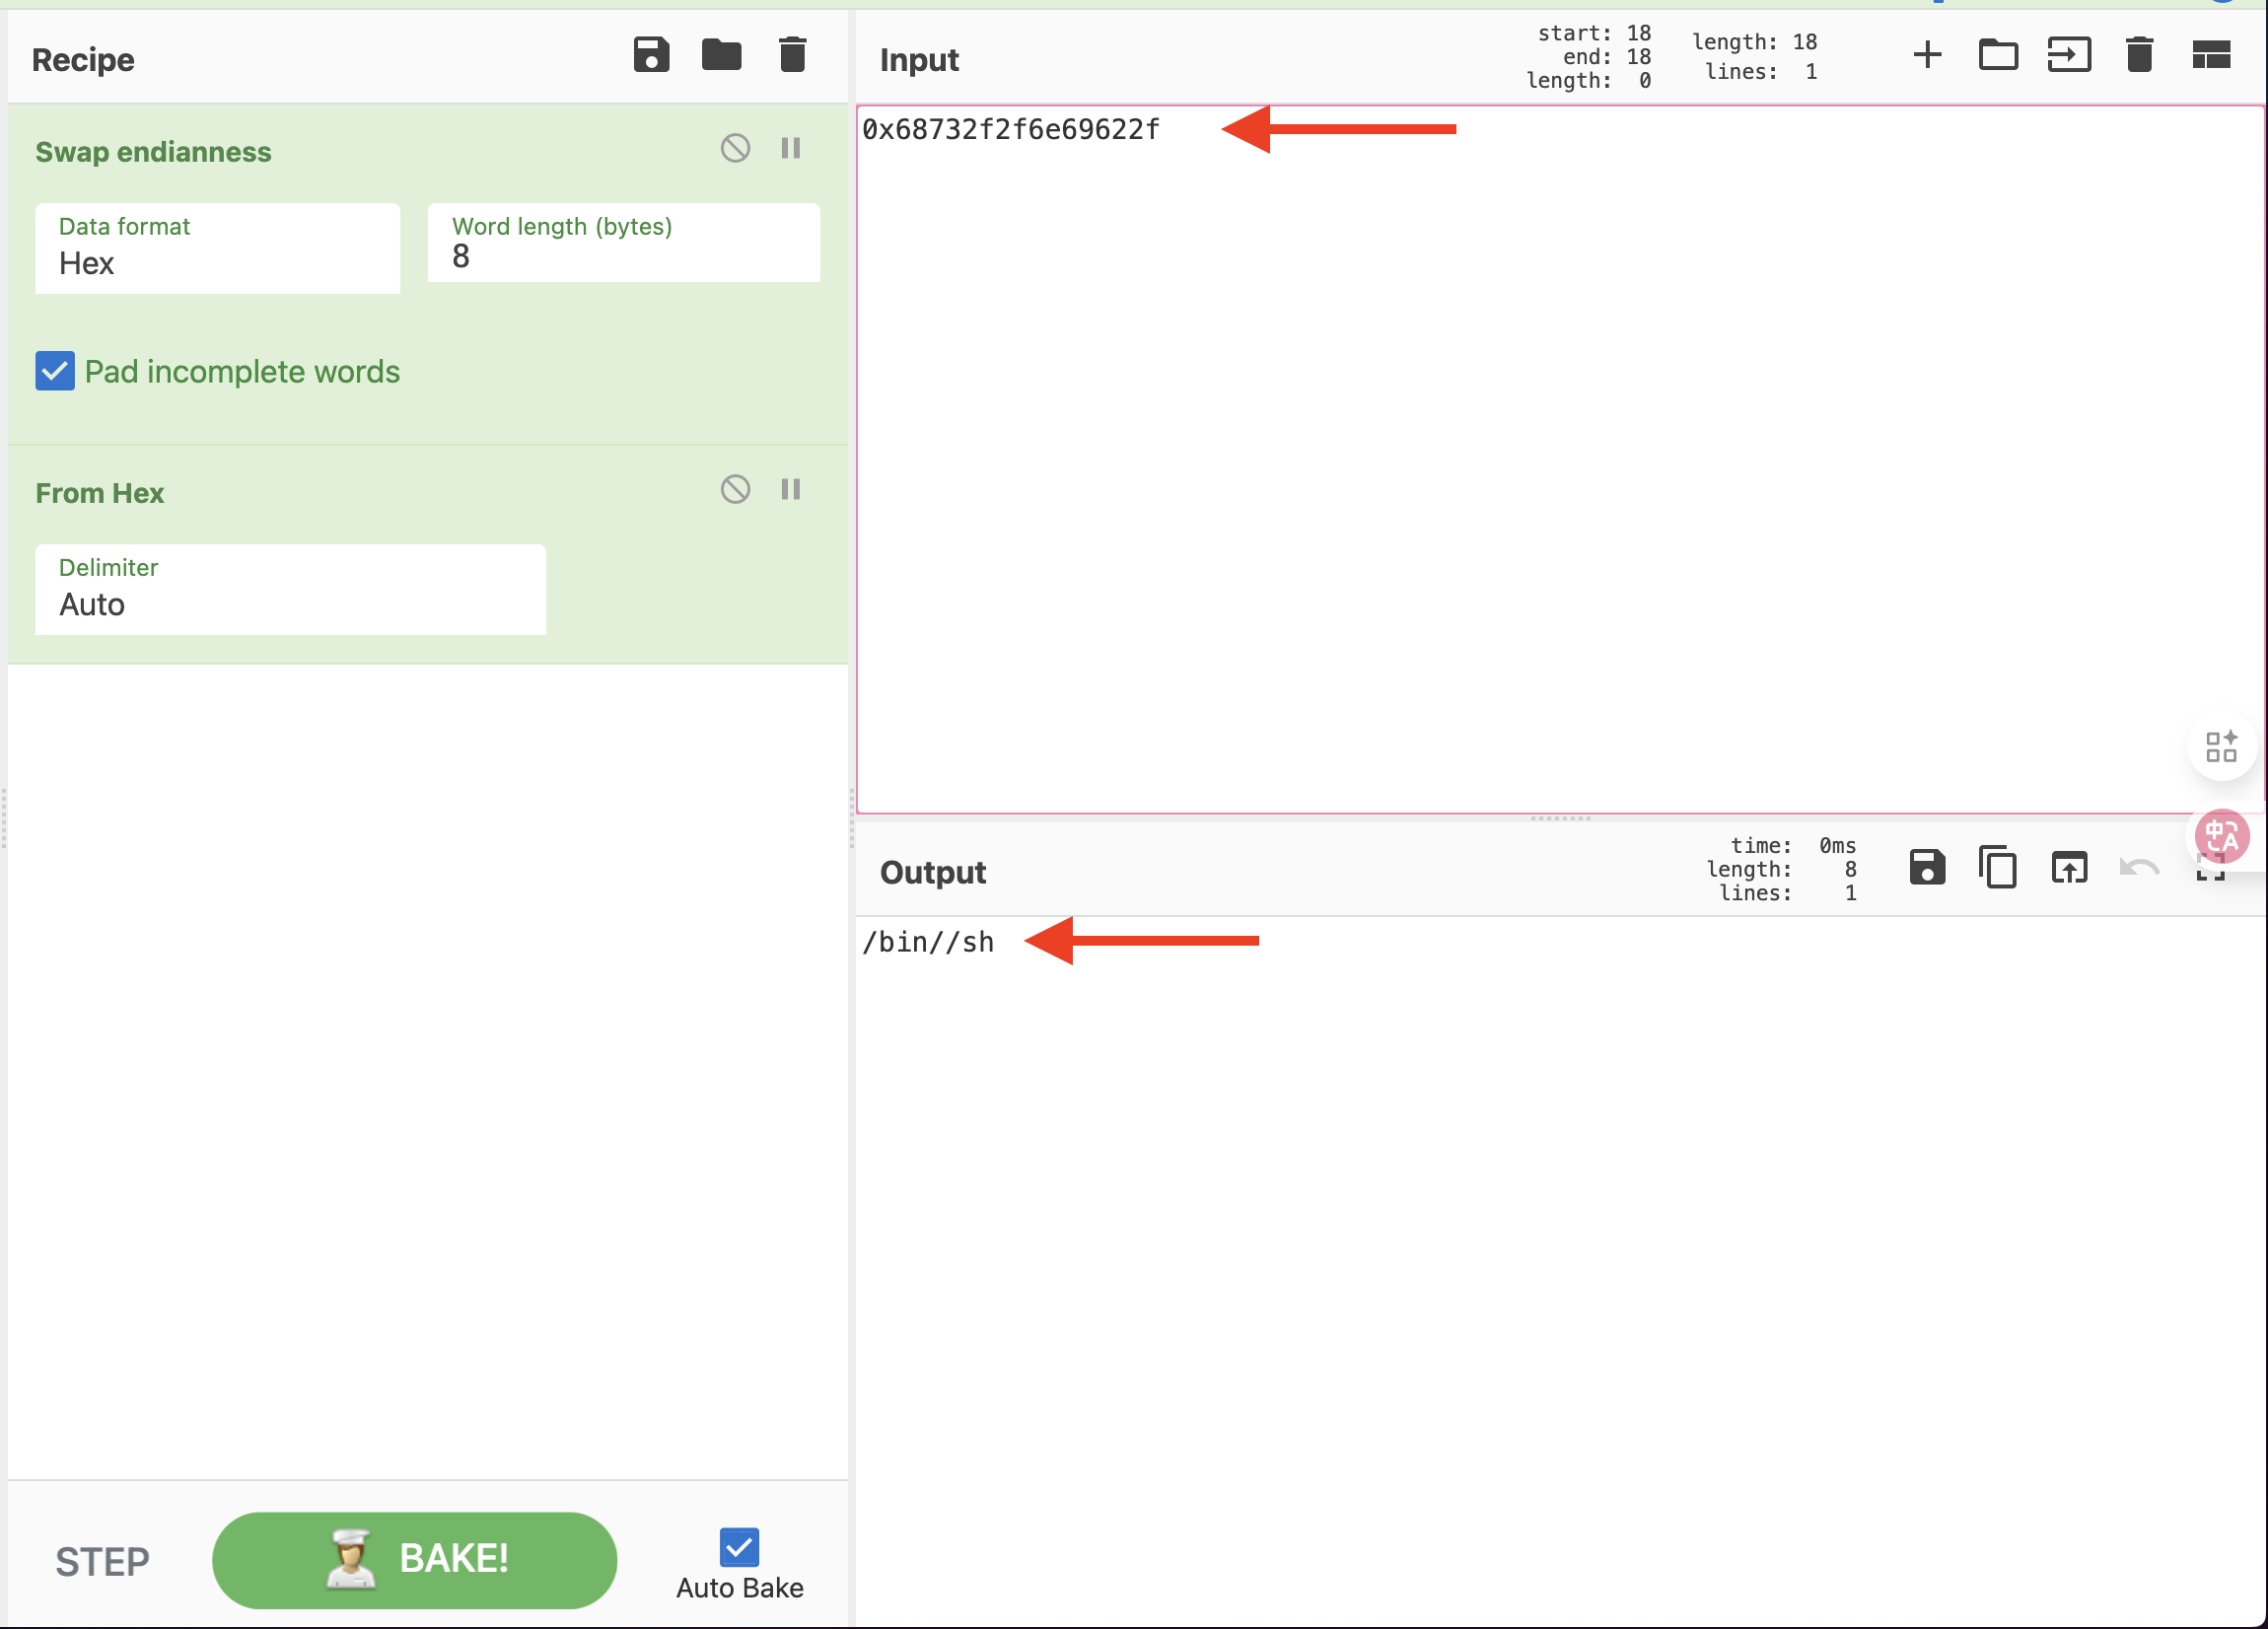 Recipe
Swap endianness
Data format
Hex
Word length (bytes)
8
Pad incomplete words
From Hex
Delimiter
Auto
STEP
BAKE!
Auto Bake
Input
start: 18
end: 18
length: 0
length: 18
lines: 1
0x68732f2f6e69622f
中A
Output
time: 0ms
length: 8
lines: 1
/bin//sh